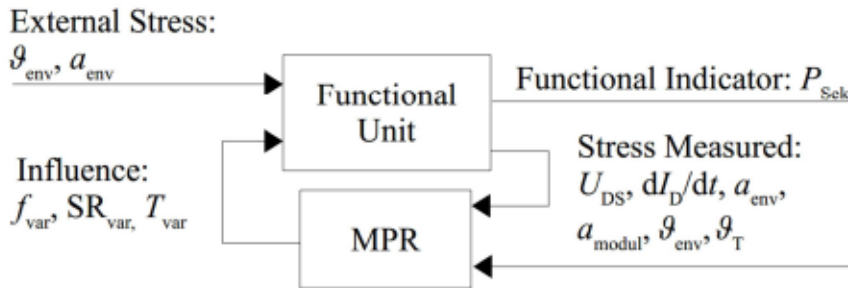 External Stress:
ϑenv, aenv
Functional
Unit
Functional Indicator: PSek
Influence:
fvar, SRvar, Tvar
MPR
Stress Measured:
UDS, dID/dt, aenv,
amodul, ϑenv, ϑT